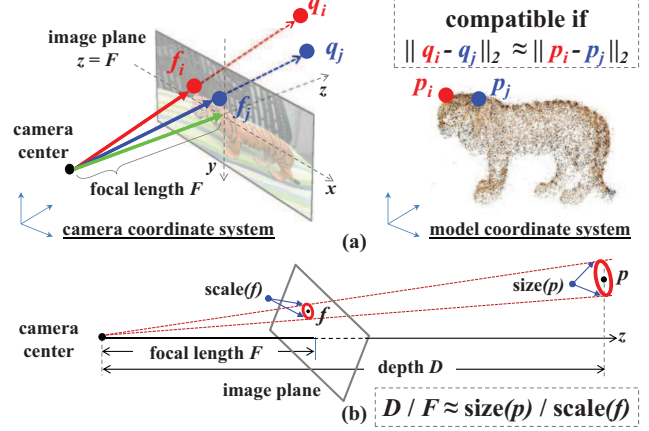 image plane
z = F
q_i
q_j
f_i
f_j
z
camera
center
y
x
focal length F
camera coordinate system
compatible if
|| q_i - q_j ||_2 ≈ || p_i - p_j ||_2
p_i
p_j
model coordinate system
(a)
scale(f)
f
size(p)
p
camera
center
z
focal length F
depth D
image plane
(b)
D / F ≈ size(p) / scale(f)